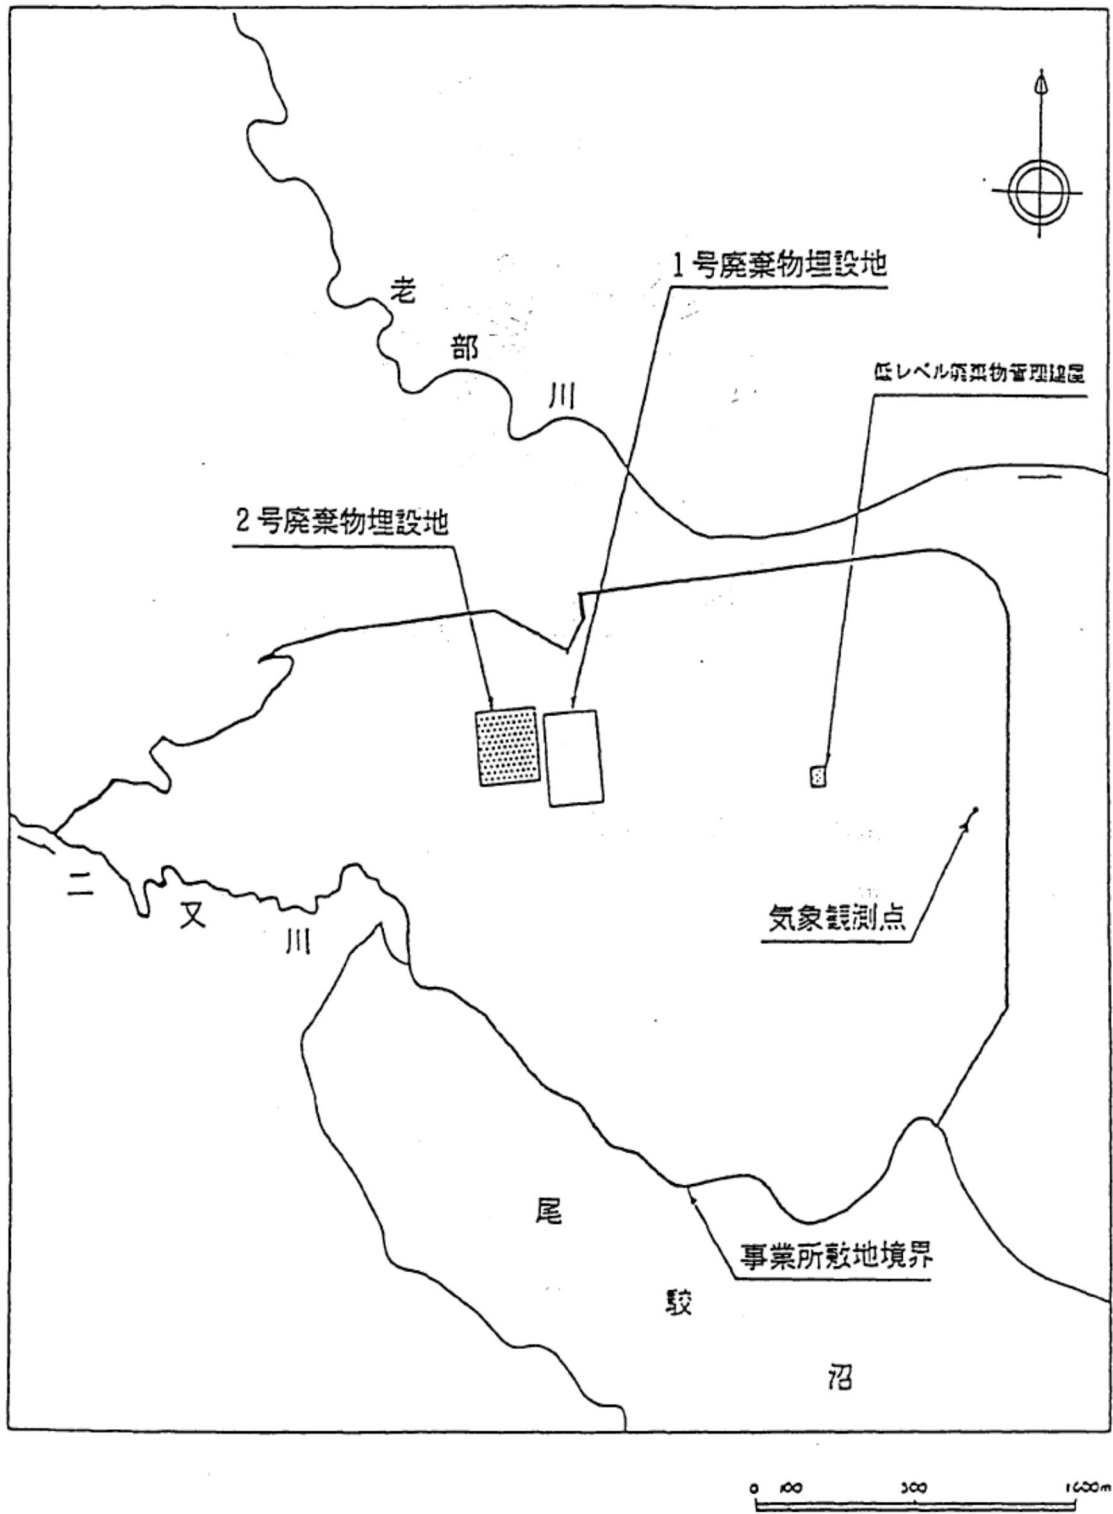 1号廃棄物埋設地
老
部
川
低レベル廃棄物管理建屋
2号廃棄物埋設地
二
又
川
気象観測点
事業所敷地境界
尾
駮
沼
0 100 500 1000m